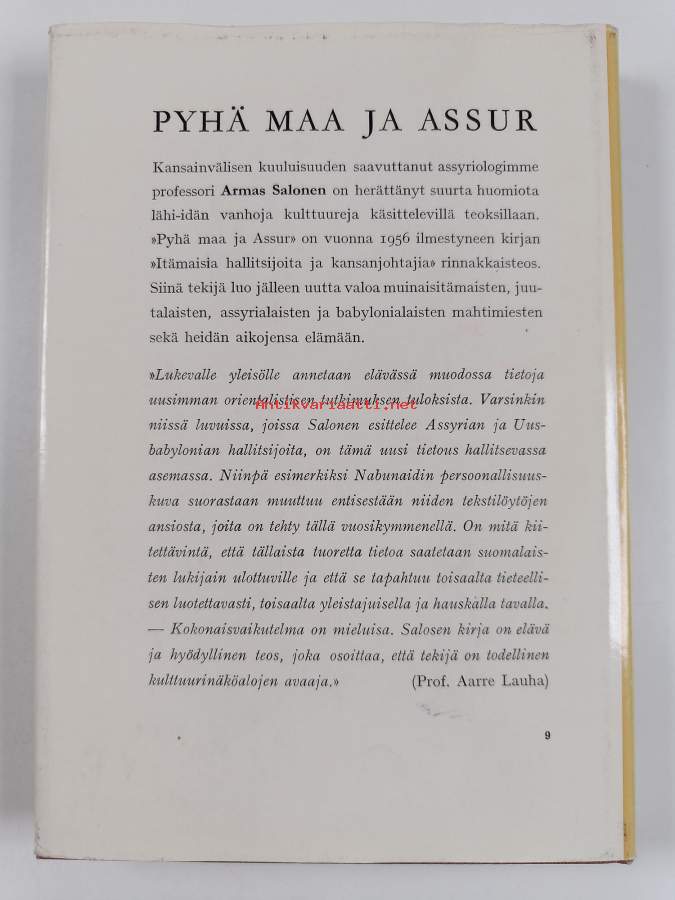 PYHÄ MAA JA ASSUR
Kansainvälisen kuuluisuuden saavuttanut assyriologimme
professori Armas Salonen on herättänyt suurta huomiota
lähi-idän vanhoja kulttuureja käsittelevillä teoksillaan.
»Pyhä maa ja Assur» on vuonna 1956 ilmestyneen kirjan
»Itämaisia hallitsijoita ja kansanjohtajia» rinnakkaisteos.
Siinä tekijä luo jälleen uutta valoa muinaisitämaisten, juu-
talaisten, assyrialaisten ja babylonialaisten mahtimiesten
sekä heidän aikojensa elämään.
»Lukevalle yleisölle annetaan elävässä muodossa tietoja
uusimman orientalistisen tutkimuksen tuloksista. Varsinkin
antikvariaatti.net
niissä luvuissa, joissa Salonen esittelee Assyrian ja Uus-
babylonian hallitsijoita, on tämä uusi tietous hallitsevassa
asemassa. Niinpä esimerkiksi Nabunaidin persoonallisuus-
kuva suorastaan muuttuu entisestään niiden tekstilöytöjen
ansiosta, joita on tehty tällä vuosikymmenellä. On mitä kii-
tettävintä, että tällaista tuoretta tietoa saatetaan suomalais-
ten lukijain ulottuville ja että se tapahtuu toisaalta tieteelli-
sen luotettavasti, toisaalta yleistajuisella ja hauskalla tavalla.
— Kokonaisvaikutelma on mieluisa. Salosen kirja on elävä
ja hyödyllinen teos, joka osoittaa, että tekijä on todellinen
kulttuurinäköalojen avaaja.» (Prof. Aarre Lauha)
9